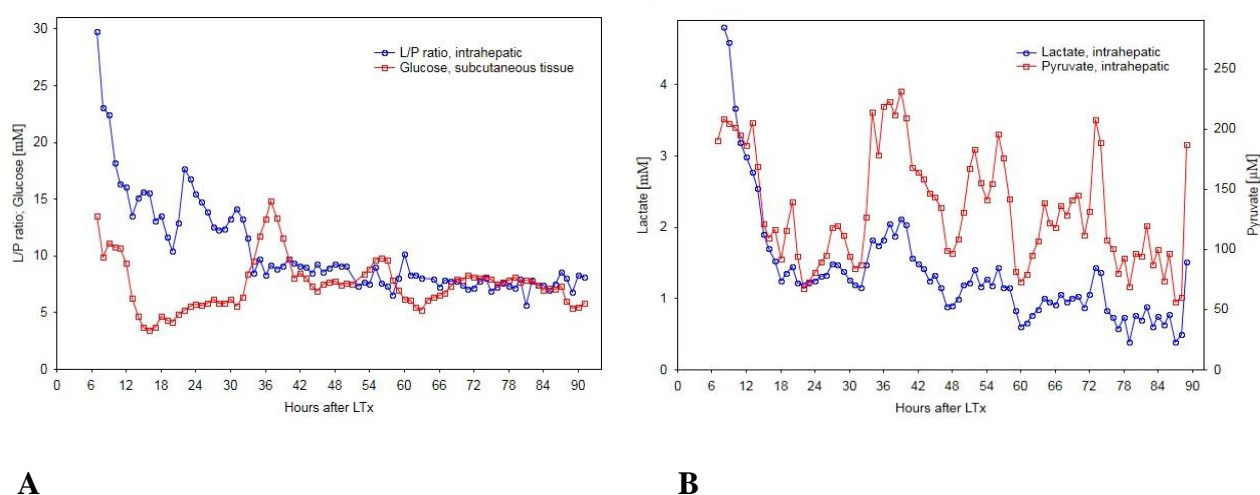 L/P ratio; Glucose [mM]
30
25
20
15
10
5
0
L/P ratio, intrahepatic
Glucose, subcutaneous tissue
0 6 12 18 24 30 36 42 48 54 60 66 72 78 84 90
Hours after LTx
A
Lactate [mM]
4
3
2
1
0
Lactate, intrahepatic
Pyruvate, intrahepatic
250
200
150
100
50
0
Pyruvate [µM]
0 6 12 18 24 30 36 42 48 54 60 66 72 78 84 90
Hours after LTx
B